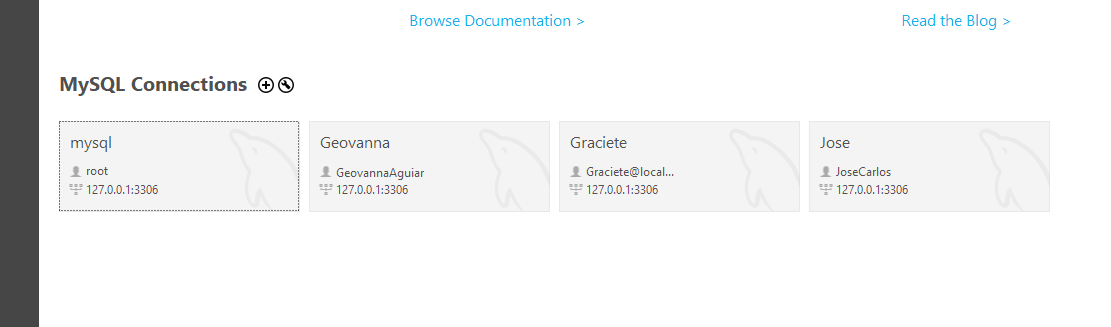 Browse Documentation >
Read the Blog >
MySQL Connections
mysql
root
127.0.0.1:3306
Geovanna
GeovannaAguiar
127.0.0.1:3306
Graciete
Graciete@local...
127.0.0.1:3306
Jose
JoseCarlos
127.0.0.1:3306